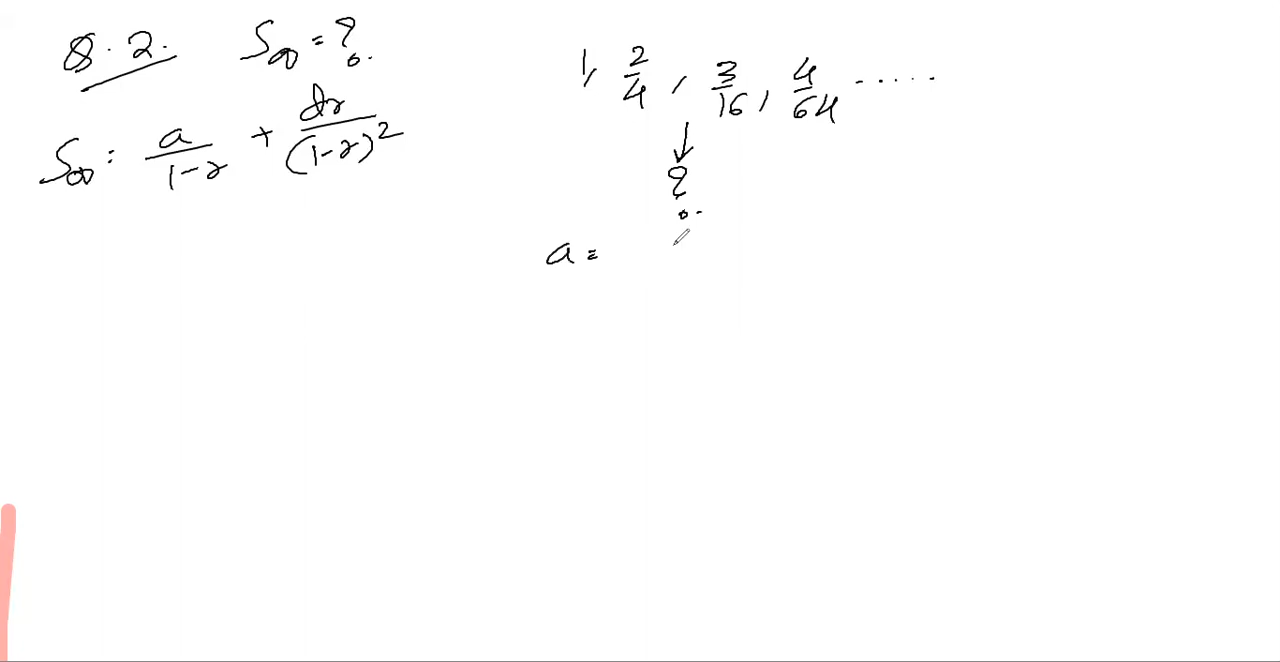 Q.2. S∞ = ?
1, 2/4, 3/16, 4/64 .....
S∞ = a/(1-r) + dr/(1-r)^2
↓
?
a =